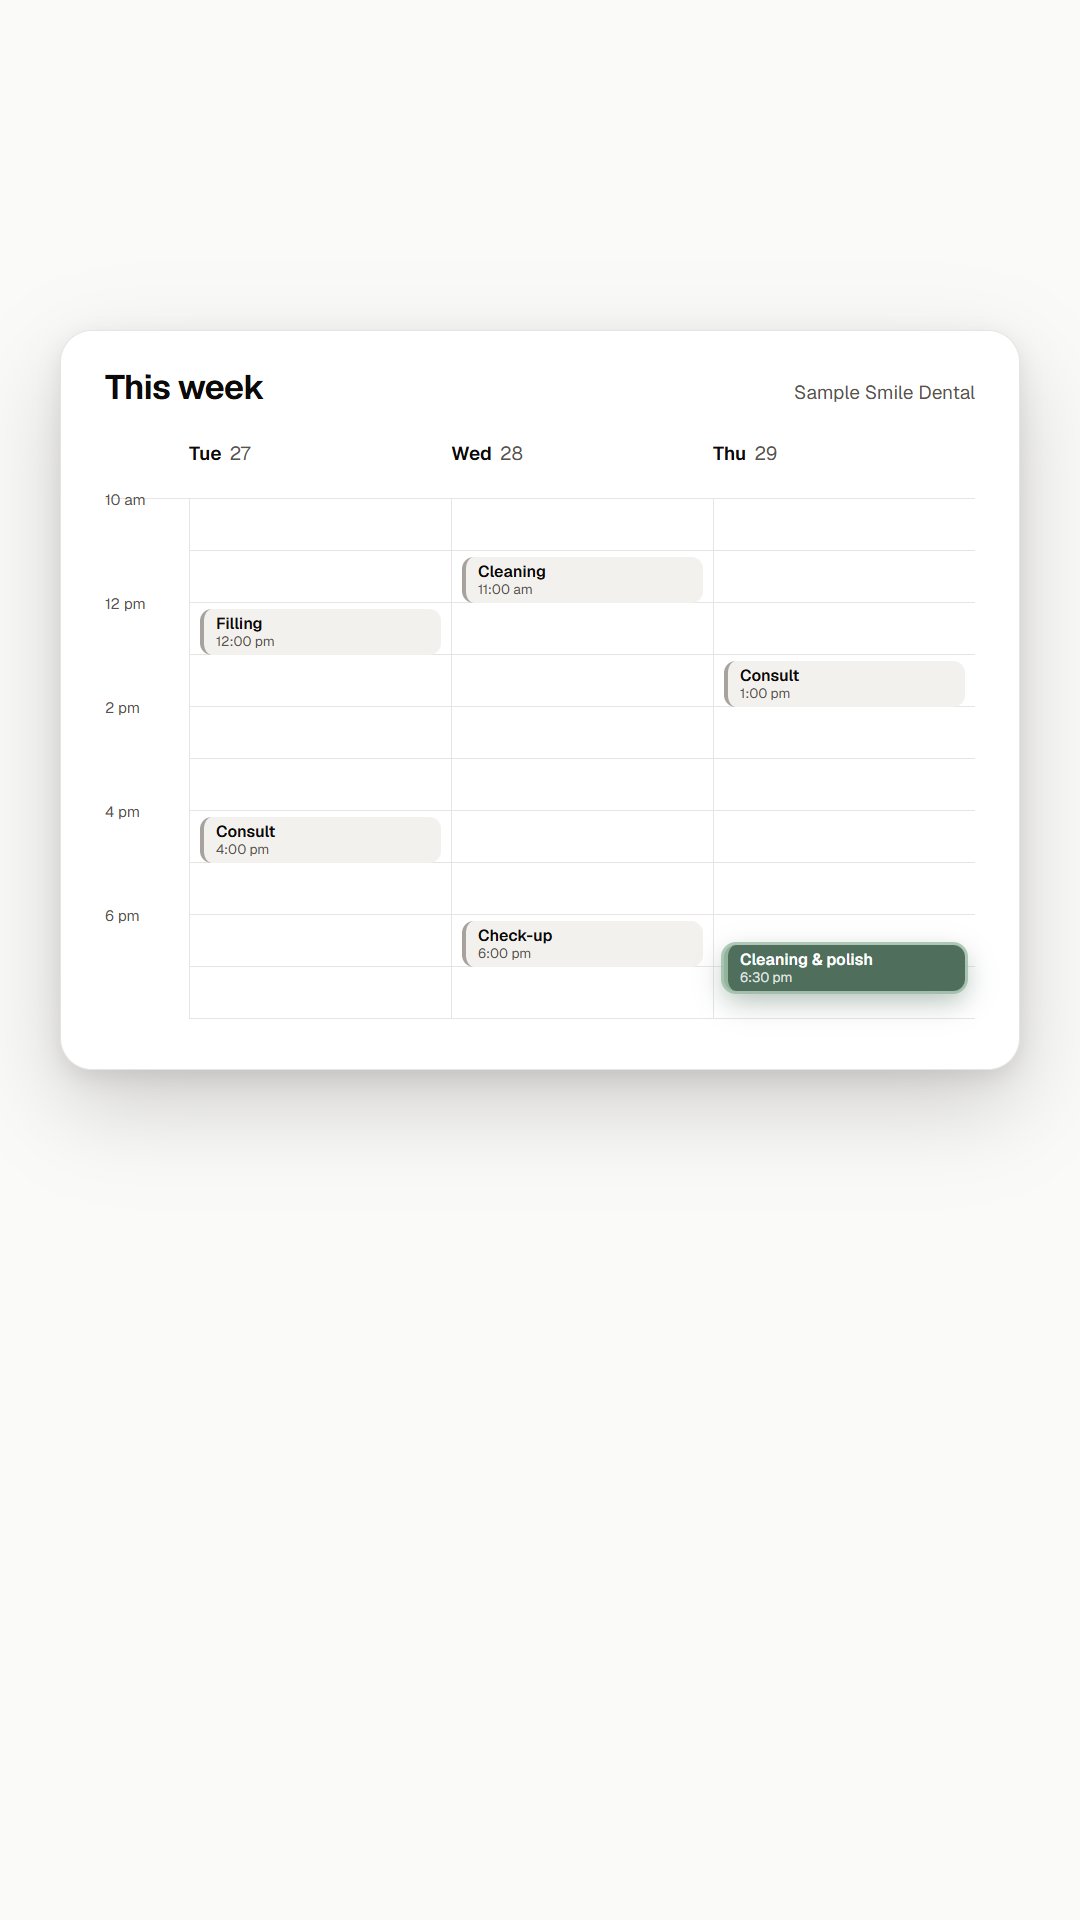 This week
Sample Smile Dental
Tue 27
Wed 28
Thu 29
10 am
Cleaning
11:00 am
12 pm
Filling
12:00 pm
Consult
1:00 pm
2 pm
4 pm
Consult
4:00 pm
6 pm
Check-up
6:00 pm
Cleaning & polish
6:30 pm